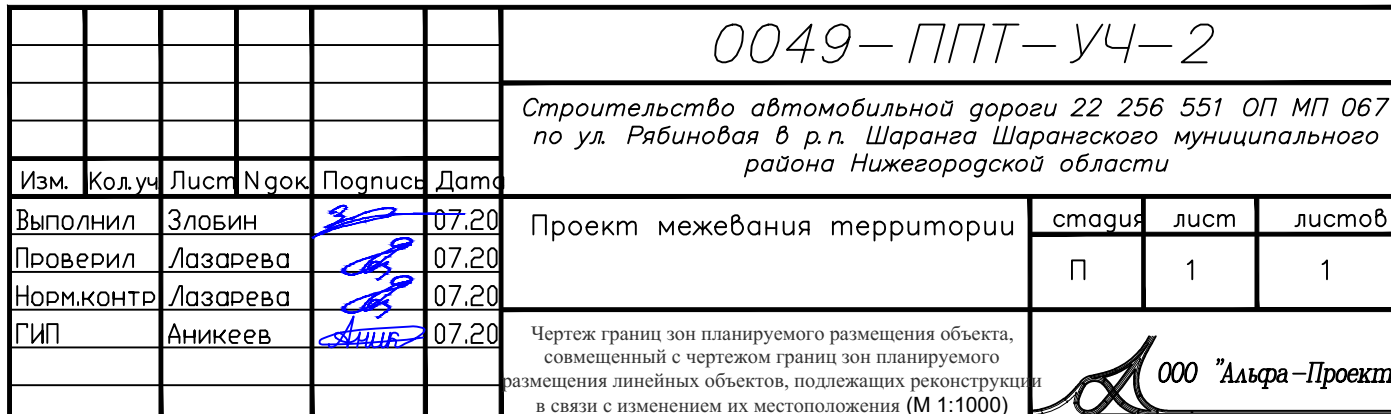 0049-ППТ-УЧ-2
Строительство автомобильной дороги 22 256 551 ОП МП 067
по ул. Рябиновая в р.п. Шаранга Шарангского муниципального
района Нижегородской области
Изм. Кол.уч Лист N док. Подпись Дата
Выполнил Злобин 07.20
Проверил Лазарева 07.20
Норм.контр Лазарева 07.20
ГИП Аникеев 07.20
Проект межевания территории
стадия лист листов
П 1 1
Чертеж границ зон планируемого размещения объекта,
совмещенный с чертежом границ зон планируемого
размещения линейных объектов, подлежащих реконструкции
в связи с изменением их местоположения (М 1:1000)
ООО "Альфа-Проект